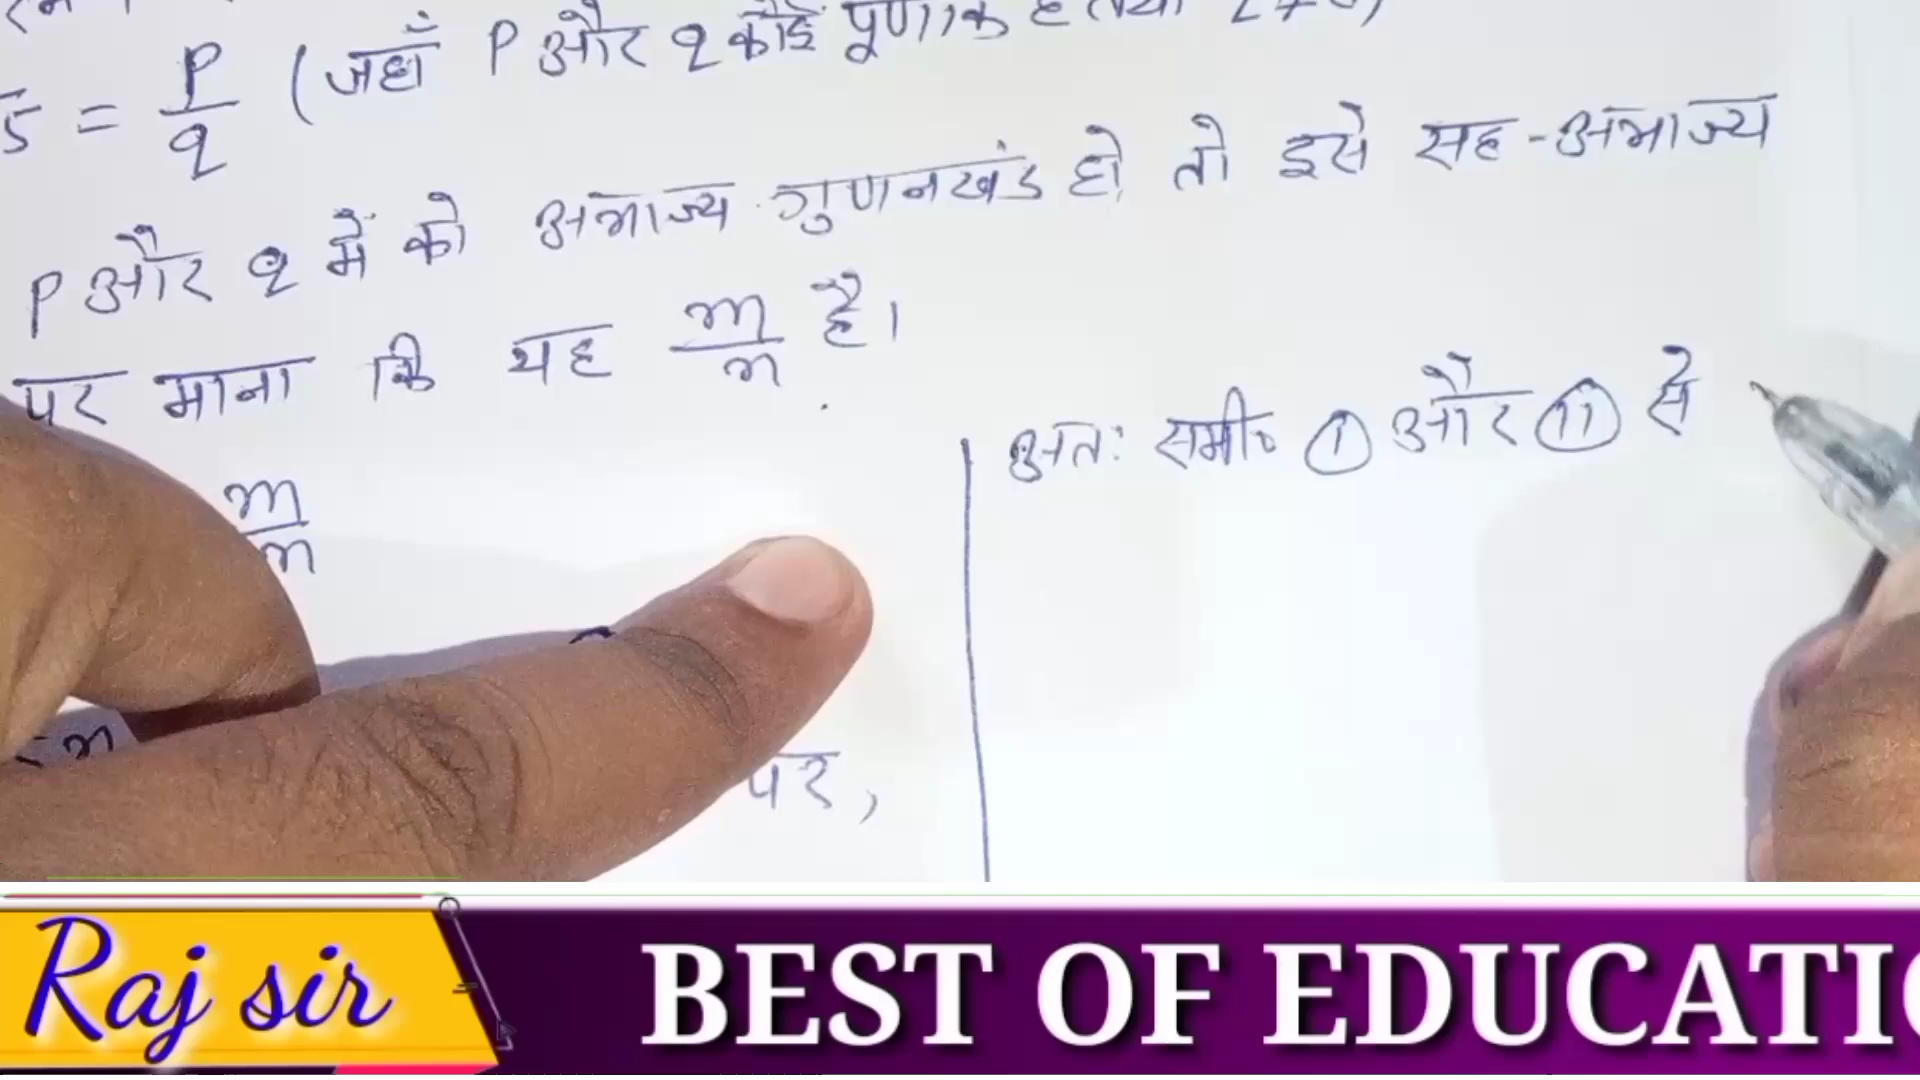 5 = P/q (जहाँ P और q कोई पूर्णांक है तथा
P और q में को अभाज्य गुणनखंड हो तो इसे सह-अभाज्य
पर माना कि यह m/n है।
अतः समी० (i) और (ii) से
m/n
n
पर,
Raj sir
BEST OF EDUCATI